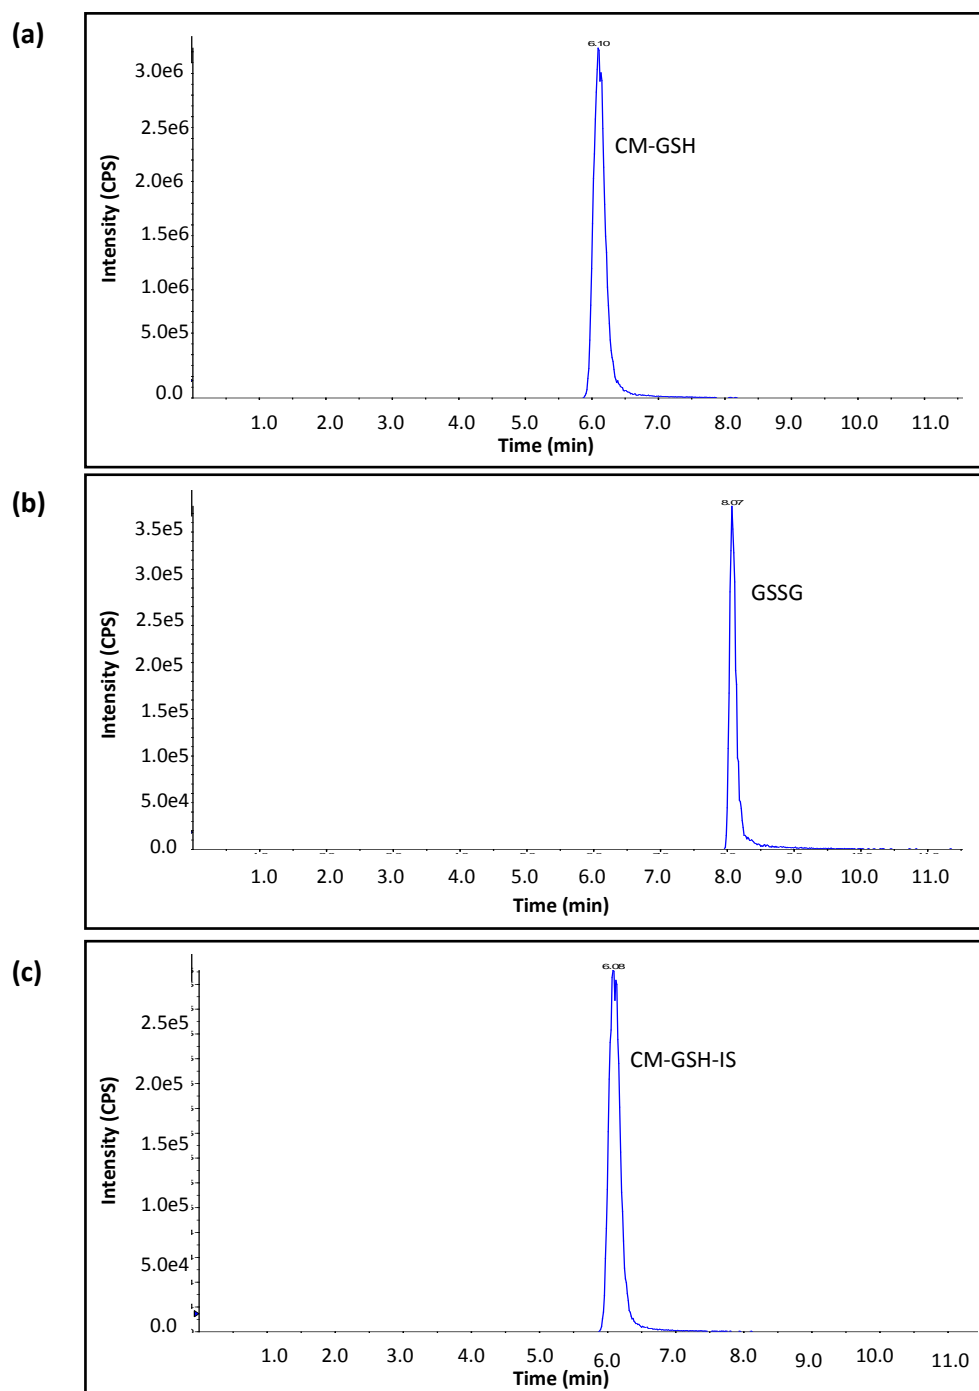 (a)
6.10
3.0e6
2.5e6
2.0e6
1.5e6
1.0e6
5.0e5
0.0
Intensity (CPS)
CM-GSH
1.0 2.0 3.0 4.0 5.0 6.0 7.0 8.0 9.0 10.0 11.0
Time (min)
(b)
8.07
3.5e5
3.0e5
2.5e5
2.0e5
1.5e5
1.0e5
5.0e4
0.0
Intensity (CPS)
GSSG
1.0 2.0 3.0 4.0 5.0 6.0 7.0 8.0 9.0 10.0 11.0
Time (min)
(c)
6.08
2.5e5
2.0e5
1.5e5
1.0e5
5.0e4
0.0
Intensity (CPS)
CM-GSH-IS
1.0 2.0 3.0 4.0 5.0 6.0 7.0 8.0 9.0 10.0 11.0
Time (min)